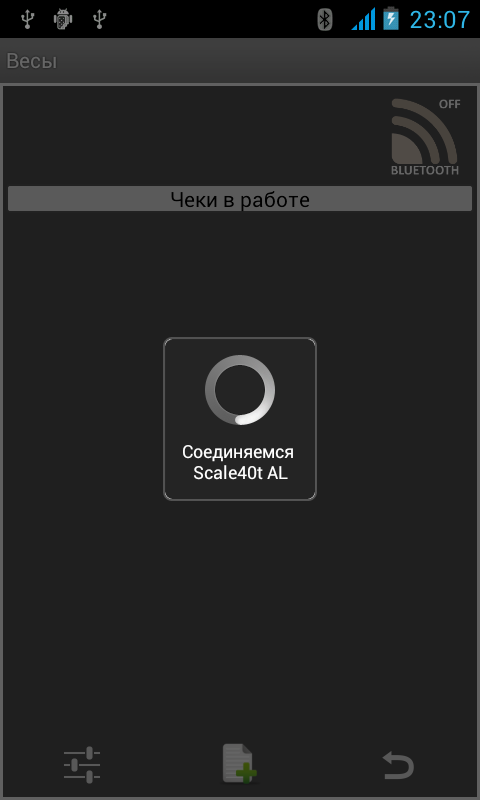 23:07
Весы
OFF
BLUETOOTH
Чеки в работе
Соединяемся
Scale40t AL